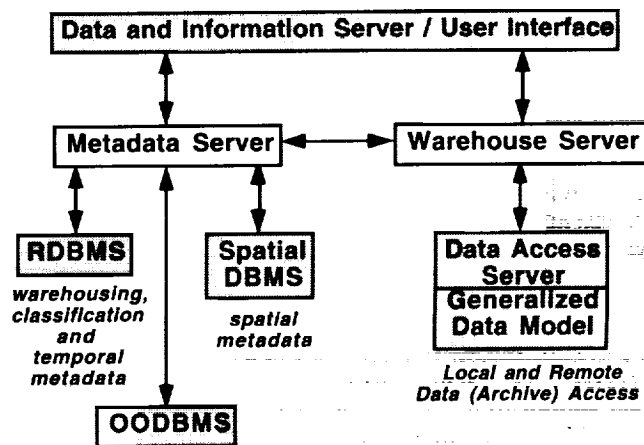 Data and Information Server / User Interface
Metadata Server
Warehouse Server
RDBMS
warehousing,
classification
and
temporal
metadata
Spatial
DBMS
spatial
metadata
Data Access
Server
Generalized
Data Model
Local and Remote
Data (Archive) Access
OODBMS